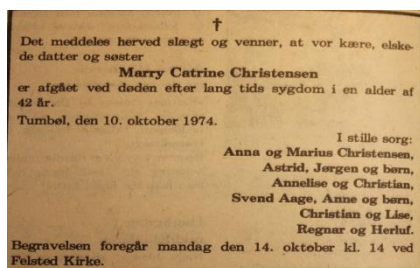 Det meddeles herved slægt og venner, at vor kære, elske-
de datter og søster
Marry Catrine Christensen
er afgået ved døden efter lang tids sygdom i en alder af
42 år.
Tumbøl, den 10. oktober 1974.
I stille sorg:
Anna og Marius Christensen,
Astrid, Jørgen og børn,
Annelise og Christian,
Svend Aage, Anne og børn,
Christian og Lise,
Regnar og Herluf.
Begravelsen foregår mandag den 14. oktober kl. 14 ved
Felsted Kirke.